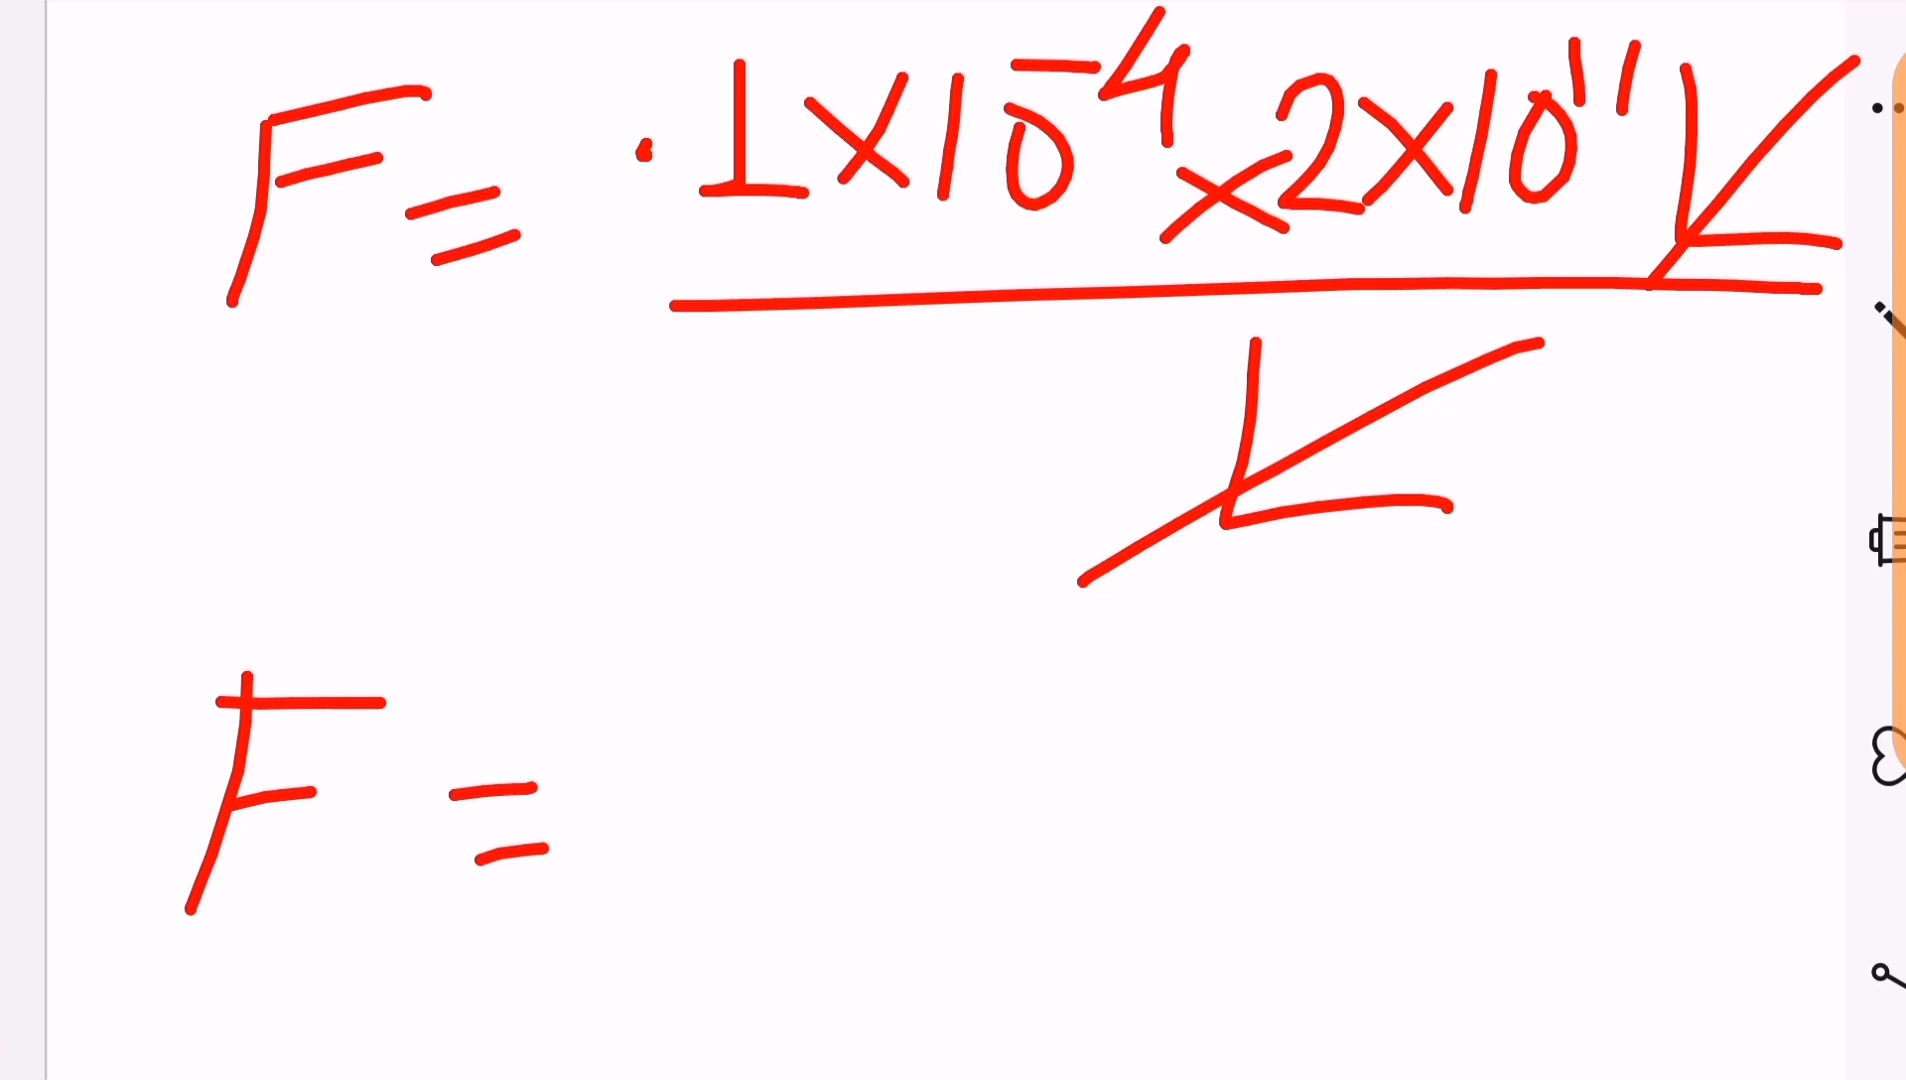 F = .1×10⁻⁴×2×10¹¹ L
L
F =